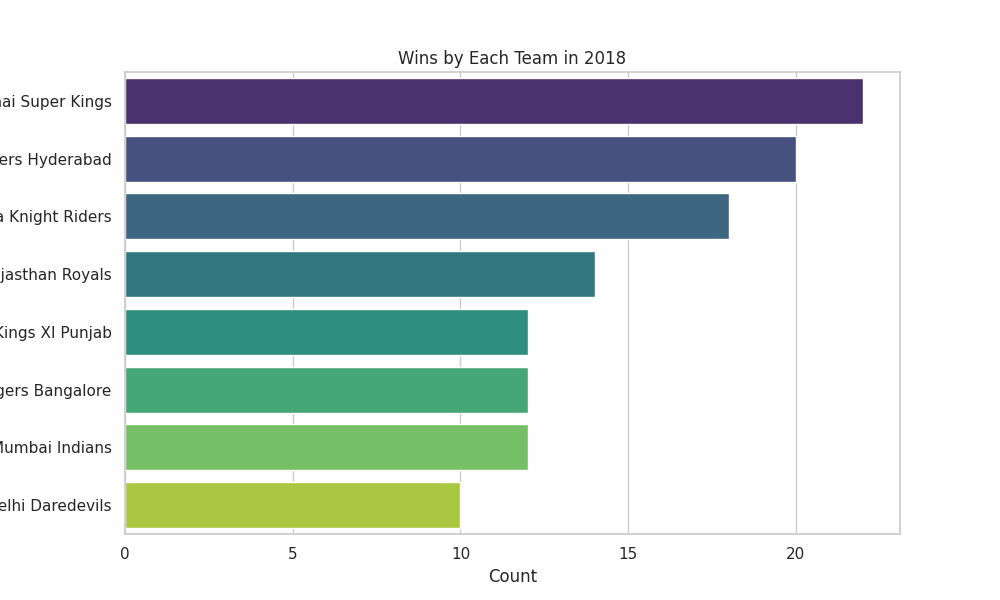 Wins by Each Team in 2018
ai Super Kings
ers Hyderabad
a Knight Riders
jasthan Royals
Kings XI Punjab
gers Bangalore
Mumbai Indians
elhi Daredevils
0 5 10 15 20
Count